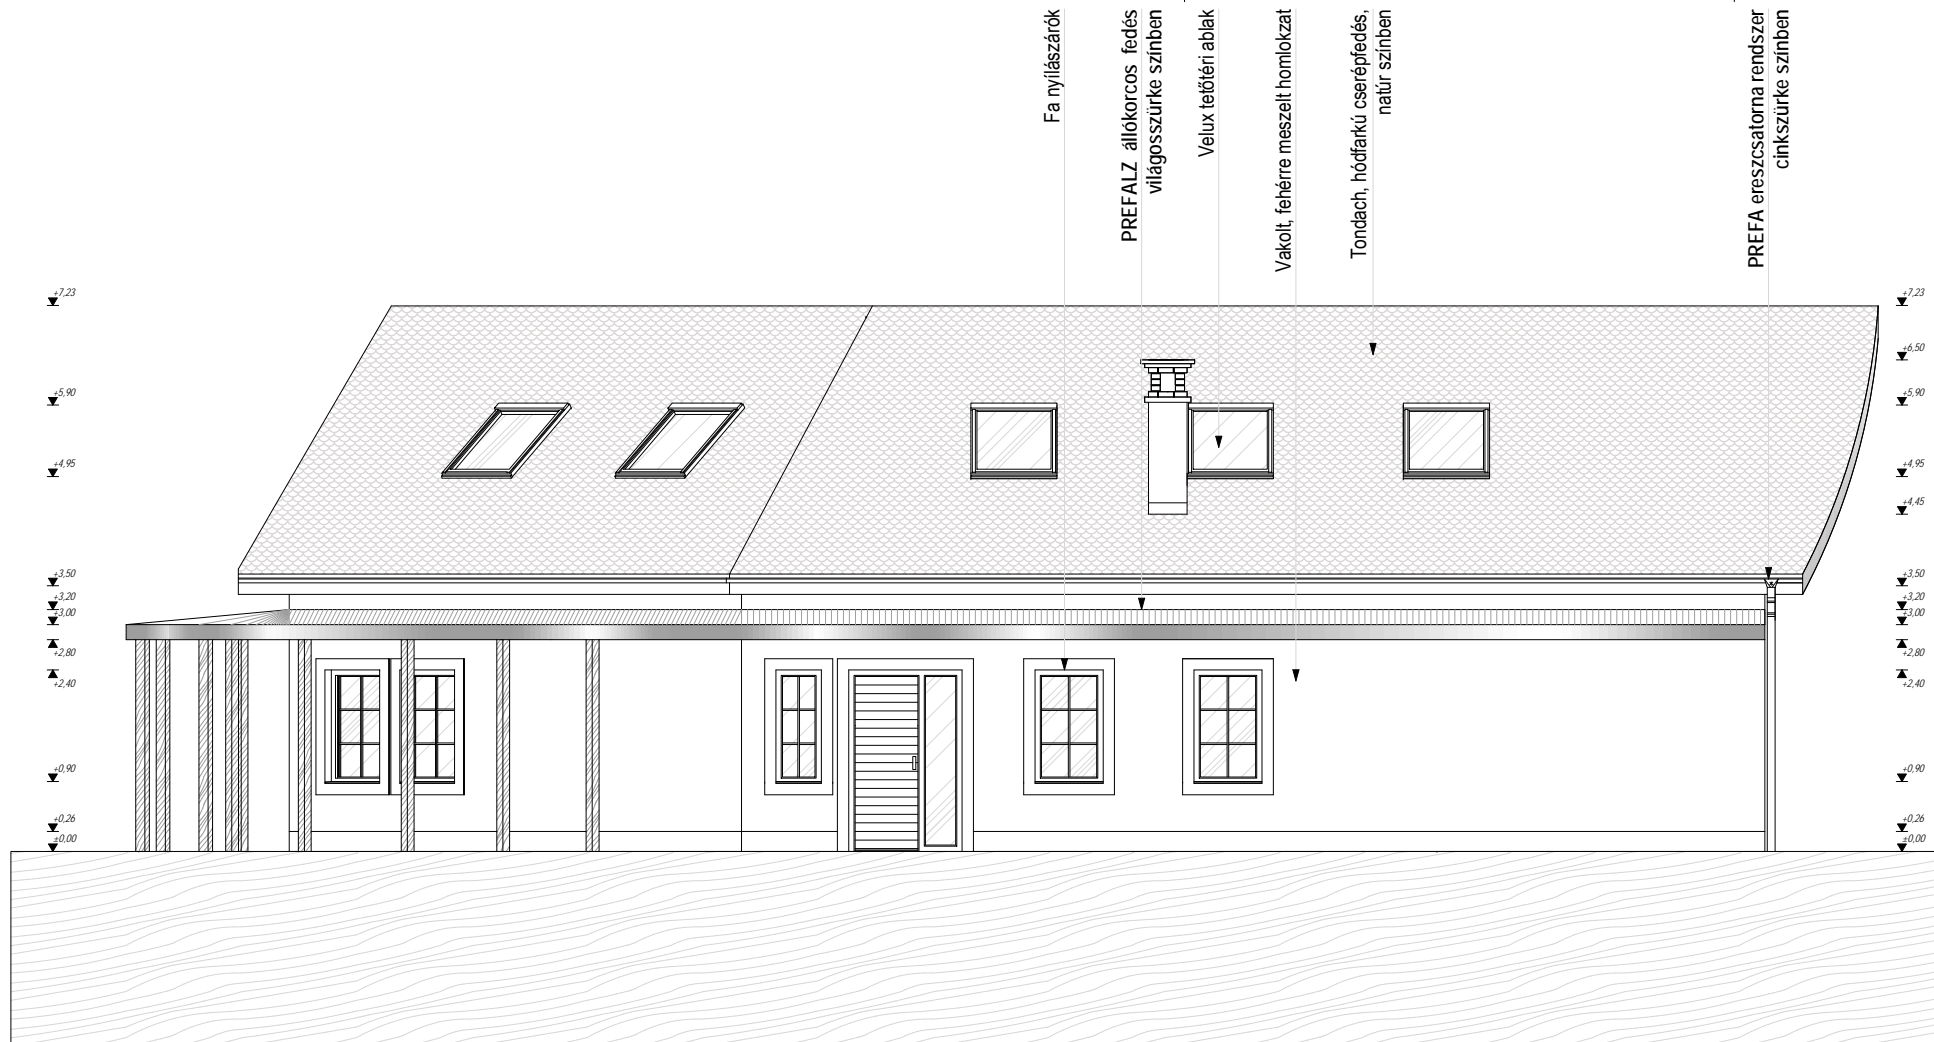 Fa nyílászárók
PREFALZ állókorcos fedés
világosszürke színben
Velux tetőtéri ablak
Vakolt, fehérre meszelt homlokzat
Tondach, hódfarkú cserépfedés,
natúr színben
PREFA ereszcsatorna rendszer
cinkszürke színben
+7,23
+5,90
+4,95
+3,50
+3,20
+3,00
+2,80
+2,40
+0,90
+0,26
±0,00
+7,23
+6,50
+5,90
+4,95
+4,45
+3,50
+3,20
+3,00
+2,80
+2,40
+0,90
+0,26
±0,00